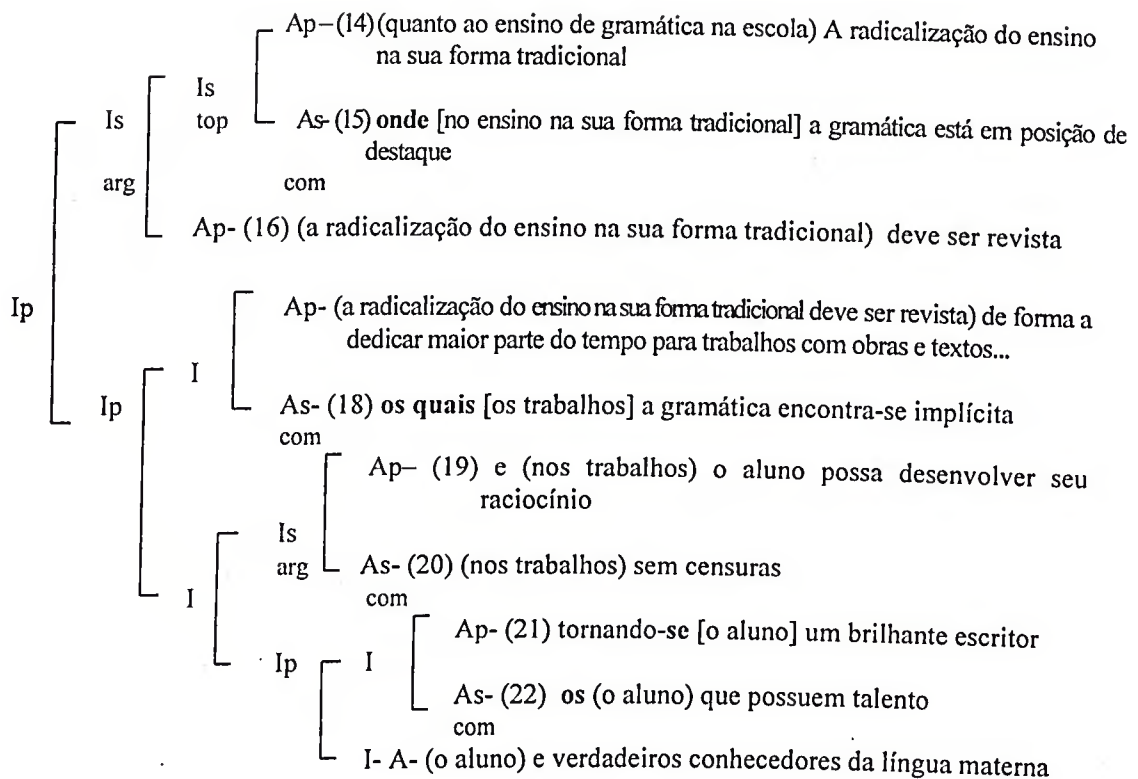 Ap–(14)(quanto ao ensino de gramática na escola) A radicalização do ensino
na sua forma tradicional
Is
Is
top
As- (15) onde [no ensino na sua forma tradicional] a gramática está em posição de
destaque
arg
com
Ap- (16) (a radicalização do ensino na sua forma tradicional) deve ser revista
Ip
Ap- (a radicalização do ensino na sua forma tradicional deve ser revista) de forma a
dedicar maior parte do tempo para trabalhos com obras e textos...
I
Ip
As- (18) os quais [os trabalhos] a gramática encontra-se implícita
com
Ap– (19) e (nos trabalhos) o aluno possa desenvolver seu
raciocínio
Is
arg
As- (20) (nos trabalhos) sem censuras
com
I
Ap- (21) tornando-se [o aluno] um brilhante escritor
Ip
I
As- (22) os (o aluno) que possuem talento
com
I- A- (o aluno) e verdadeiros conhecedores da língua materna